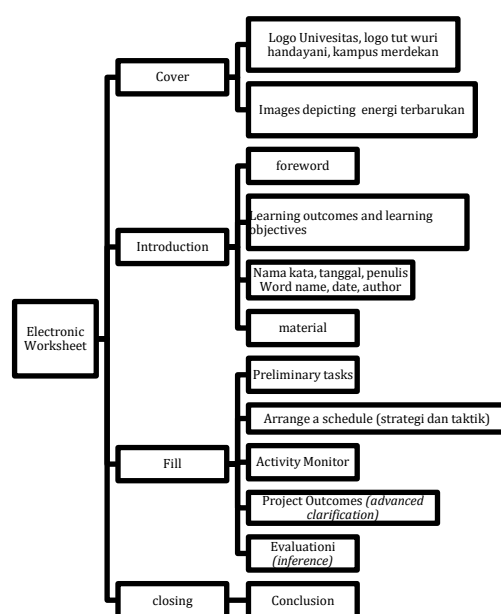 Electronic
Worksheet
Cover
Logo Univesitas, logo tut wuri
handayani, kampus merdekan
Images depicting energi terbarukan
Introduction
foreword
Learning outcomes and learning
objectives
Nama kata, tanggal, penulis
Word name, date, author
material
Fill
Preliminary tasks
Arrange a schedule (strategi dan taktik)
Activity Monitor
Project Outcomes (advanced
clarification)
Evaluationi
(inference)
closing
Conclusion